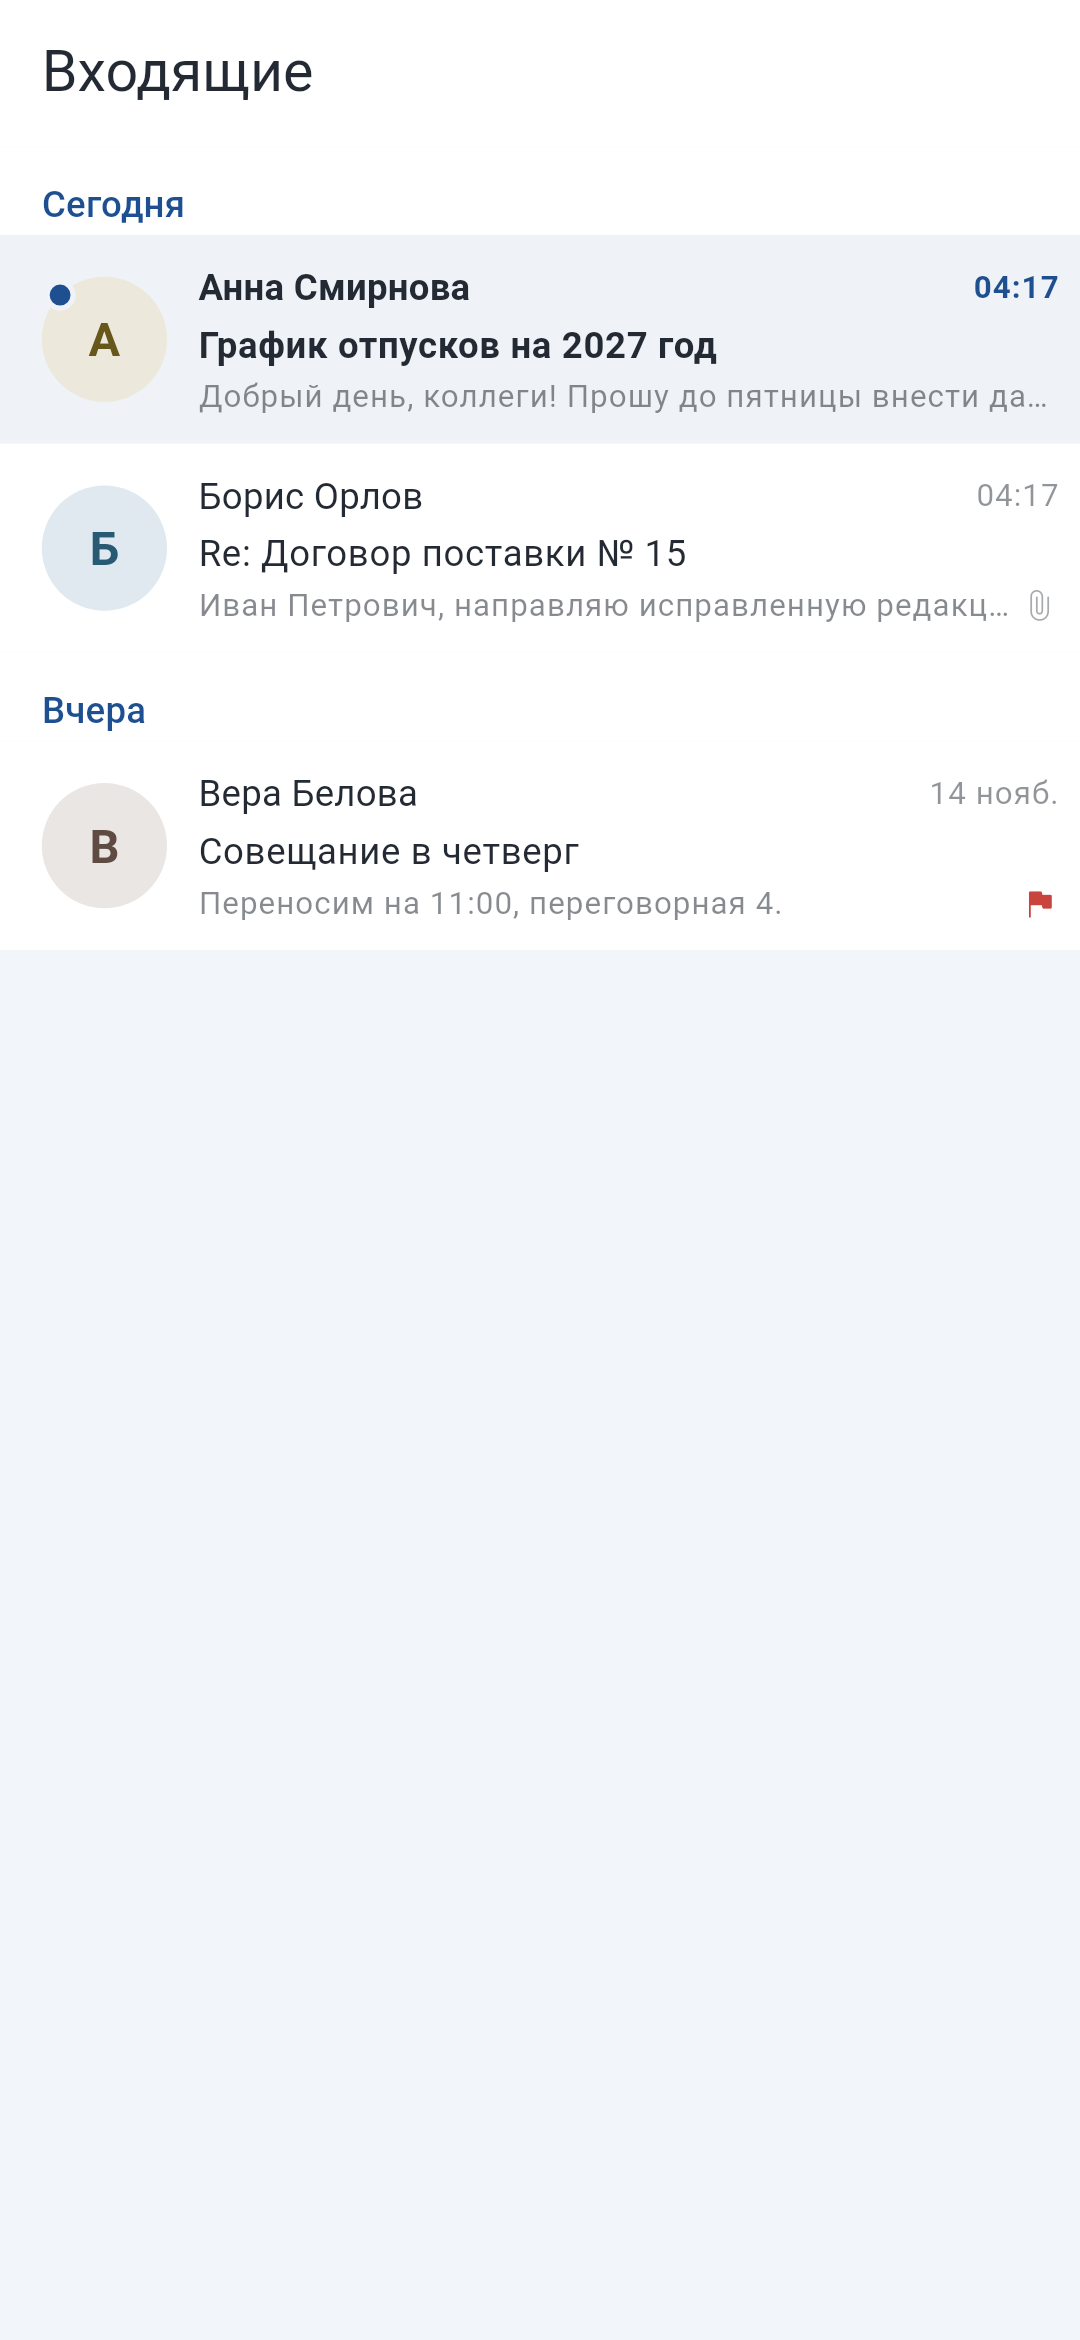 Входящие
Сегодня
А
Анна Смирнова 04:17
График отпусков на 2027 год
Добрый день, коллеги! Прошу до пятницы внести да…
Б
Борис Орлов 04:17
Re: Договор поставки № 15
Иван Петрович, направляю исправленную редакц…
Вчера
В
Вера Белова 14 нояб.
Совещание в четверг
Переносим на 11:00, переговорная 4.